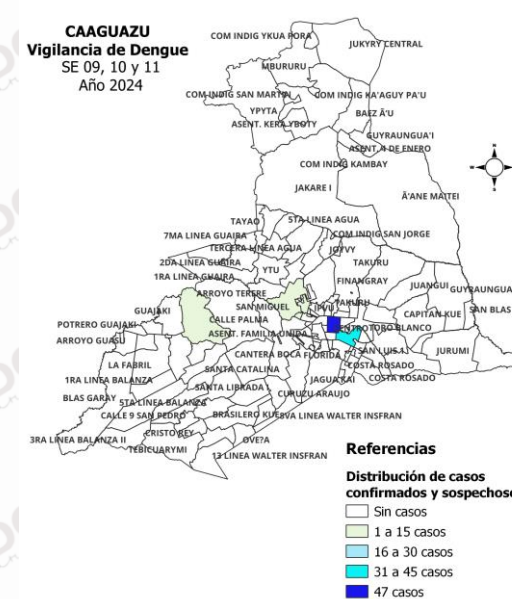 CAAGUAZU
Vigilancia de Dengue
SE 09, 10 y 11
Año 2024
COM INDIG YKUA PORA
JUKYRY CENTRAL
MBURURU
COM INDIG SAN MARTIN
COM INDIG KA'AGUY PA'U
YPYTA
BAEZ Ã'U
ASENT. KERA YBOTY
GUYRAUNGUA'I
ASENT. 4 DE ENERO
COM INDIG KAMBAY
JAKARE I
Ã'ANE MAITEI
TAYAO
5TA LINEA AGUA
7MA LINEA GUAIRA
COM INDIG SAN JORGE
TERCERA LINEA AGUA
JOYVY
2DA LINEA GUAIRA
TAKURU
YTU
1RA LINEA GUAIRA
FINANGRAY
JUANGUI
GUYRAUNGUA
ARROYO TERERE
TAKURU
SAN MIGUEL
GUAJAKI
CAPITAN KUE
SAN BLAS
CALLE PALMA
POTRERO GUAJAKI
TORO BLANCO
ASENT. FAMILIA UNIDA
ARROYO GUASU
CANTERA BOCA
FLORIDA
SAN LUIS
JURUMI
LA FABRIL
COSTA ROSADO
SANTA CATALINA
1RA LINEA BALANZA
JAGUA KAI
COSTA ROSADO
SANTA LIBRADA
CURUZU ARAUJO
BLAS GARAY
5TA LINEA BALANZA
CALLE 9 SAN PEDRO
BRASILERO KUE
8VA LINEA WALTER INSFRAN
CRISTO REY
3RA LINEA BALANZA II
OVE?A
TEBICUARYMI
13 LINEA WALTER INSFRAN
Referencias
Distribución de casos
confirmados y sospechoso
Sin casos
1 a 15 casos
16 a 30 casos
31 a 45 casos
47 casos